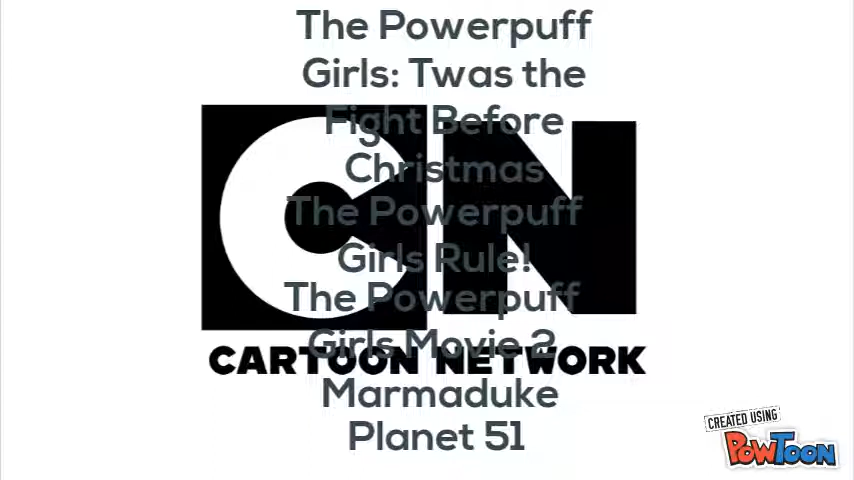 The Powerpuff
Girls: Twas the
Fight Before
Christmas
The Powerpuff
Girls Rule!
The Powerpuff
Girls Movie 2
Marmaduke
Planet 51
CN
CARTOON NETWORK
CREATED USING
POWTOON